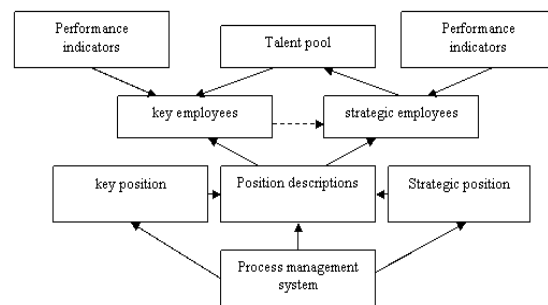 Performance
indicators
Talent pool
Performance
indicators
key employees
strategic employees
key position
Position descriptions
Strategic position
Process management
system